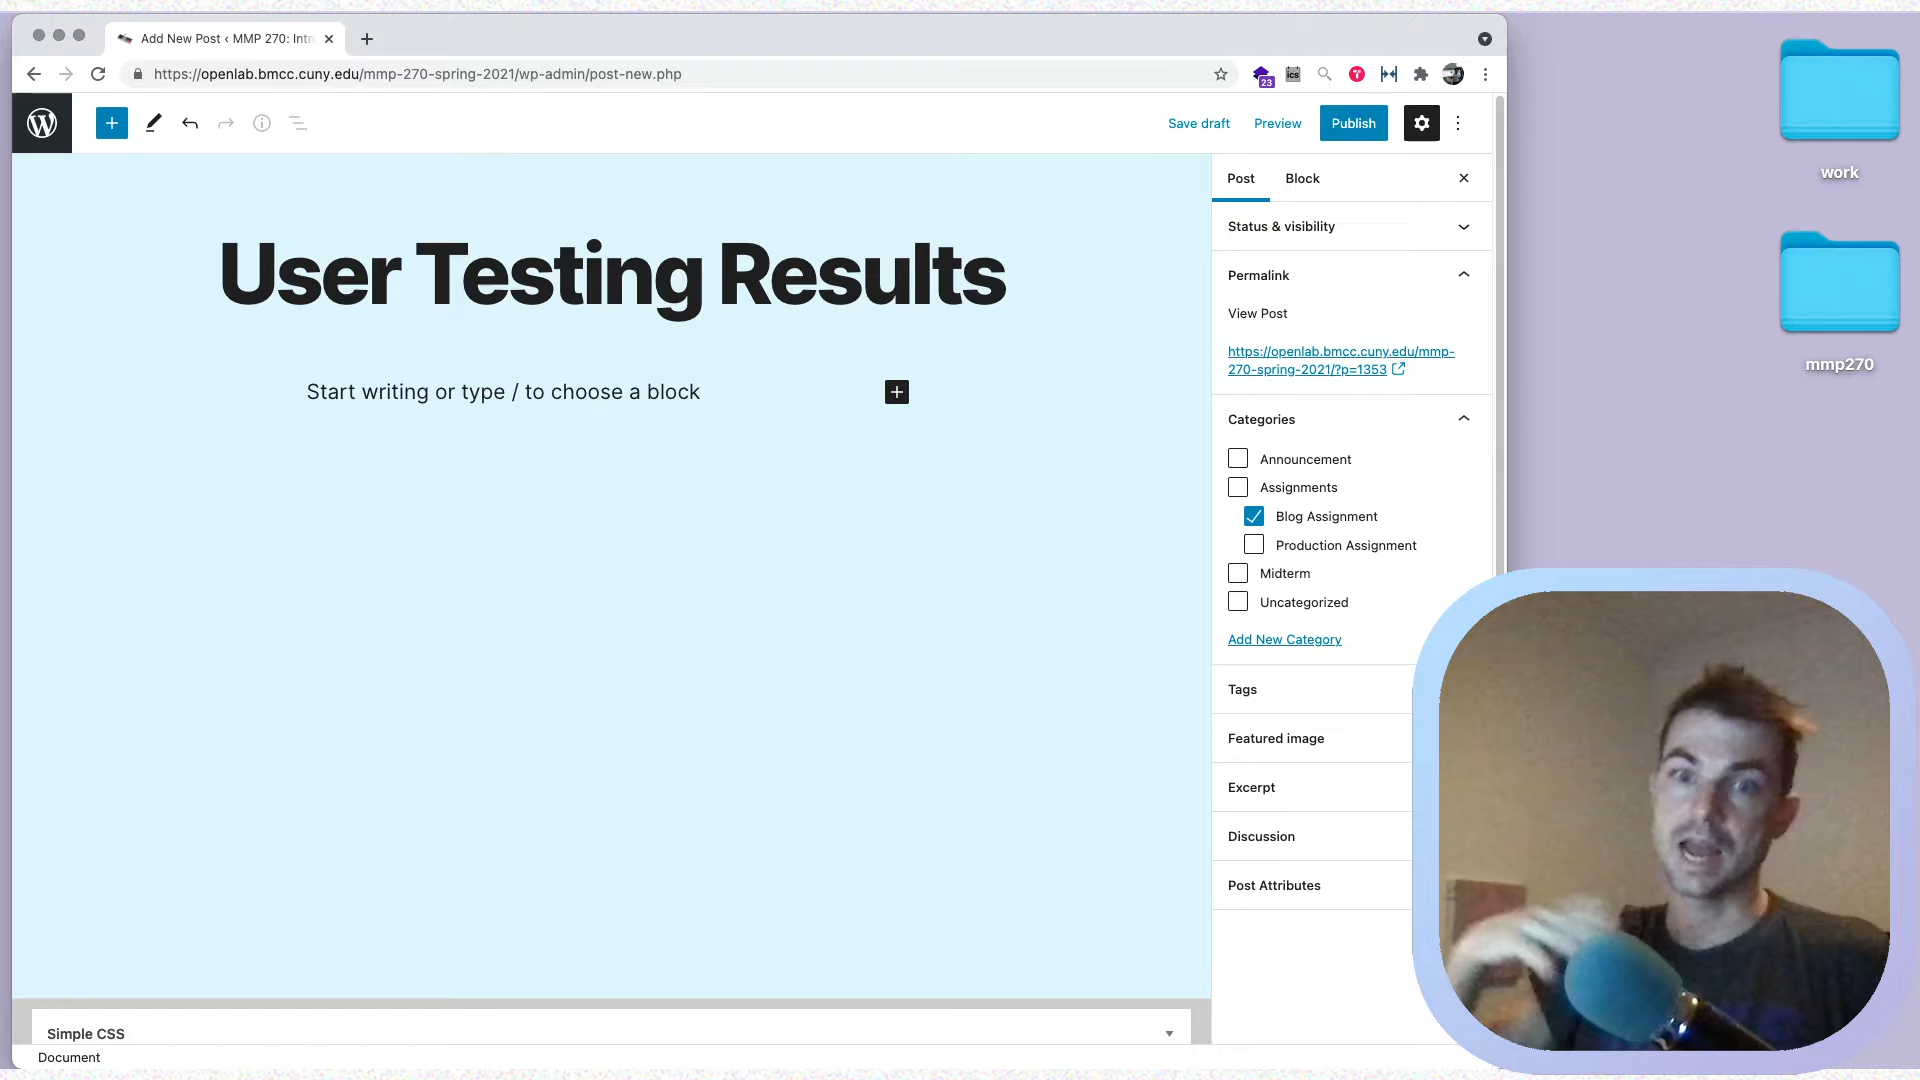 Add New Post ‹ MMP 270: Intr
https://openlab.bmcc.cuny.edu/mmp-270-spring-2021/wp-admin/post-new.php
23
ics
Save draft
Preview
Publish
Post
Block
Status & visibility
Permalink
View Post
https://openlab.bmcc.cuny.edu/mmp-
270-spring-2021/?p=1353
Categories
Announcement
Assignments
Blog Assignment
Production Assignment
Midterm
Uncategorized
Add New Category
Tags
Featured image
Excerpt
Discussion
Post Attributes
User Testing Results
Start writing or type / to choose a block
Simple CSS
Document
work
mmp270